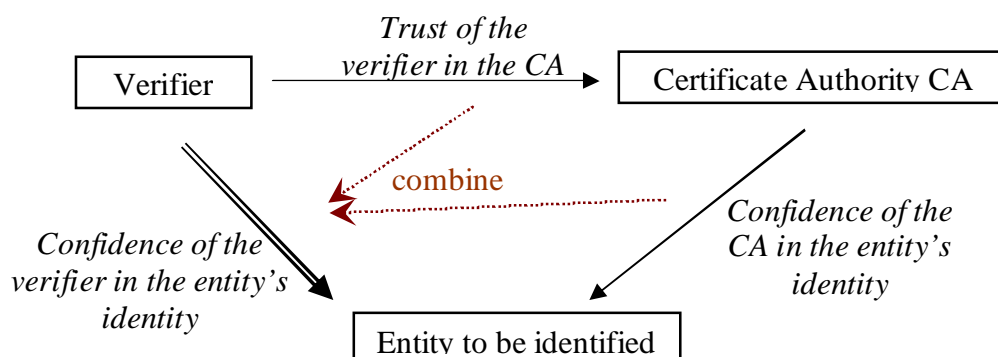 Trust of the
verifier in the CA
Verifier
Certificate Authority CA
combine
Confidence of the
verifier in the entity’s
identity
Confidence of the
CA in the entity’s
identity
Entity to be identified